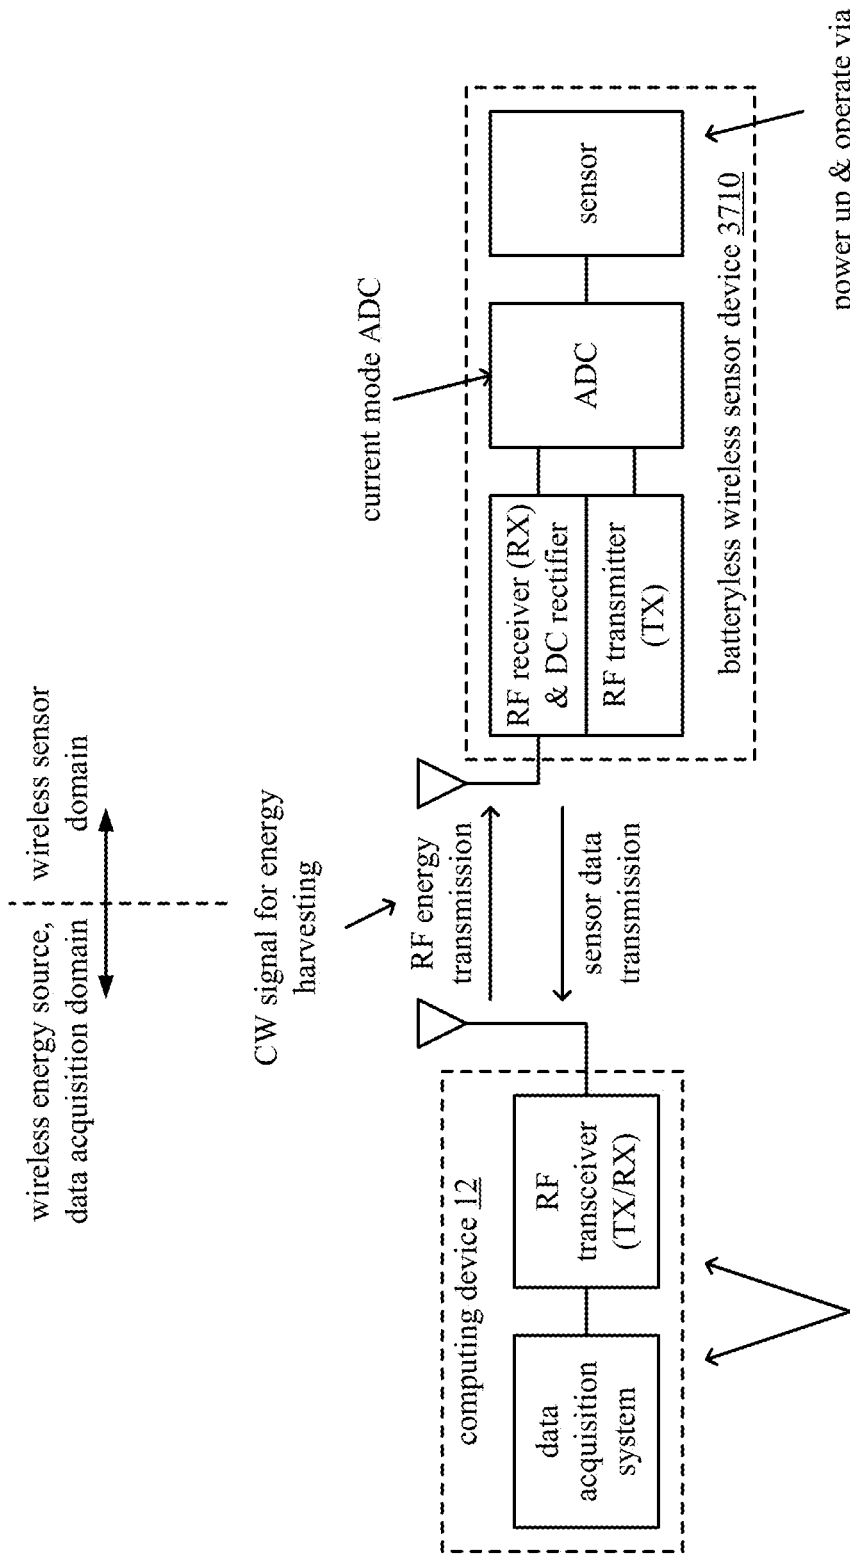 wireless energy source,
data acquisition domain
wireless sensor
domain
CW signal for energy
harvesting
RF energy
transmission
sensor data
transmission
computing device 12
data
acquisition
system
RF
transceiver
(TX/RX)
current mode ADC
RF receiver (RX)
& DC rectifier
RF transmitter
(TX)
ADC
sensor
batteryless wireless sensor device 3710
power up & operate via